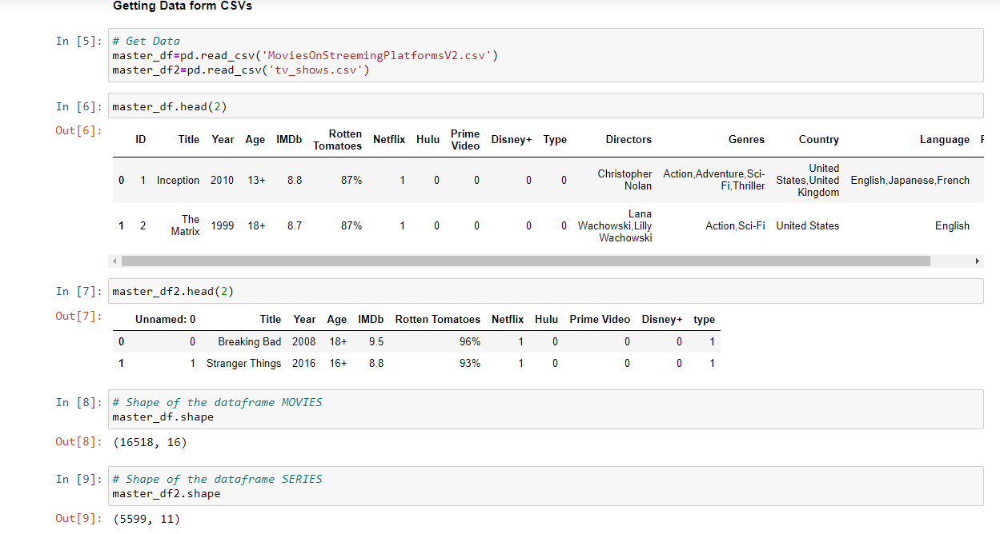 Getting Data form CSVs
In [5]: # Get Data
master_df=pd.read_csv('MoviesOnStreemingPlatformsV2.csv')
master_df2=pd.read_csv('tv_shows.csv')
In [6]: master_df.head(2)
Out[6]:
ID Title Year Age IMDb Rotten Tomatoes Netflix Hulu Prime Video Disney+ Type Directors Genres Country Language
0 1 Inception 2010 13+ 8.8 87% 1 0 0 0 0 Christopher Nolan Action,Adventure,Sci-Fi,Thriller United States,United Kingdom English,Japanese,French
1 2 The Matrix 1999 18+ 8.7 87% 1 0 0 0 0 Lana Wachowski,Lilly Wachowski Action,Sci-Fi United States English
In [7]: master_df2.head(2)
Out[7]:
Unnamed: 0 Title Year Age IMDb Rotten Tomatoes Netflix Hulu Prime Video Disney+ type
0 0 Breaking Bad 2008 18+ 9.5 96% 1 0 0 0 1
1 1 Stranger Things 2016 16+ 8.8 93% 1 0 0 0 1
In [8]: # Shape of the dataframe MOVIES
master_df.shape
Out[8]: (16518, 16)
In [9]: # Shape of the dataframe SERIES
master_df2.shape
Out[9]: (5599, 11)